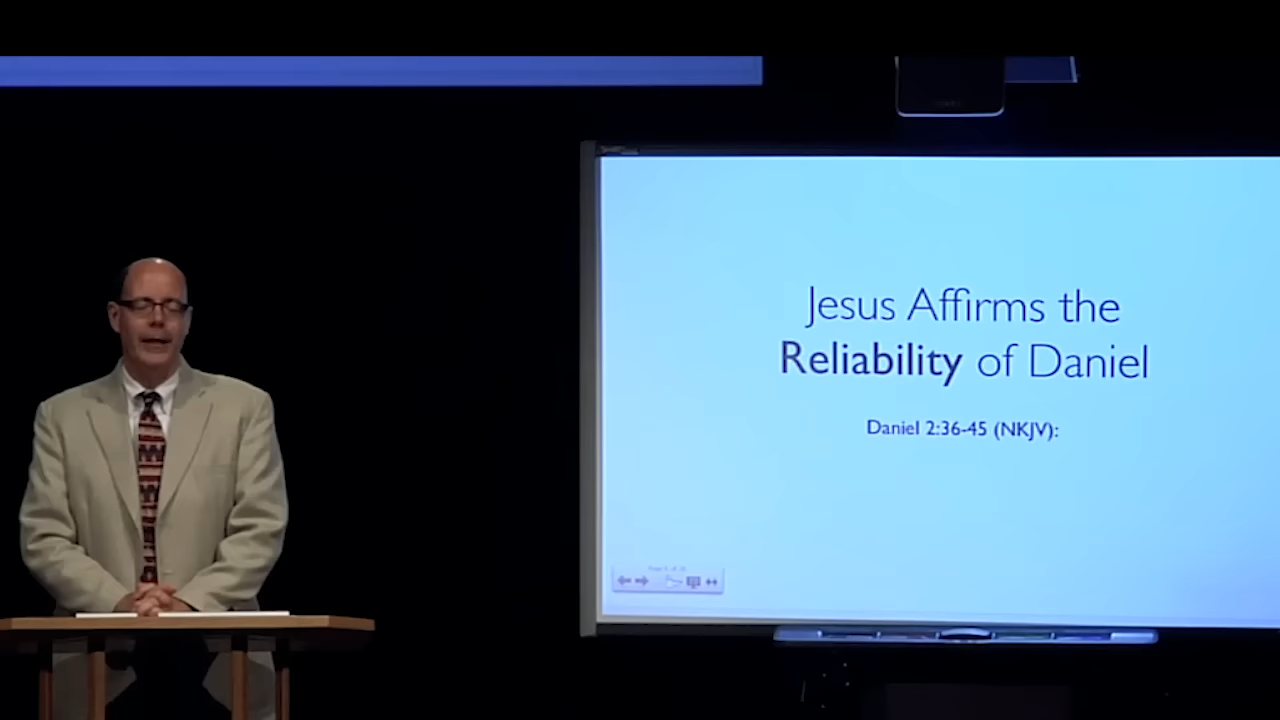 Jesus Affirms the
Reliability of Daniel
Daniel 2:36-45 (NKJV):